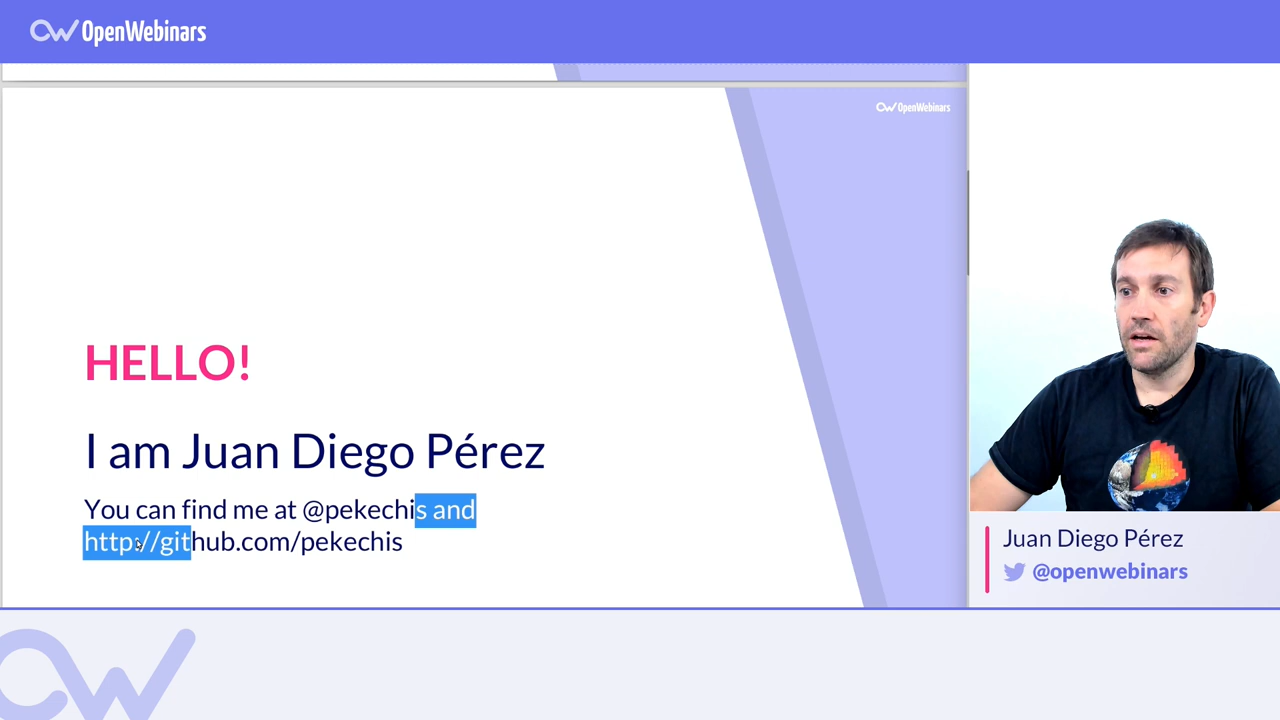 OpenWebinars
OpenWebinars
HELLO!
I am Juan Diego Pérez
You can find me at @pekechis and
http://github.com/pekechis
Juan Diego Pérez
@openwebinars